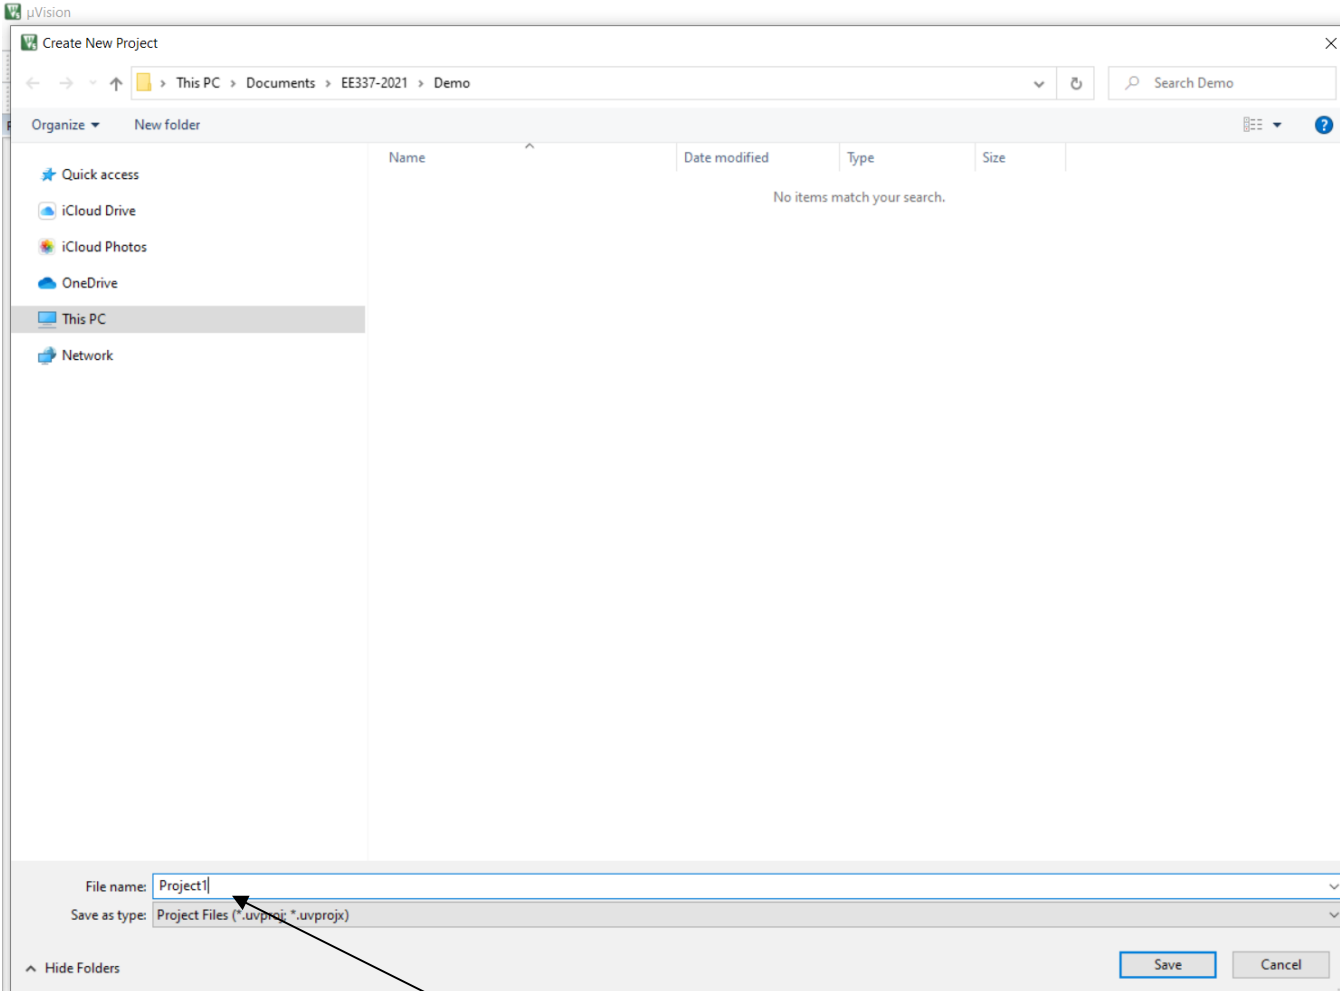 µVision
Create New Project
This PC > Documents > EE337-2021 > Demo
Search Demo
Organize
New folder
Name
Date modified
Type
Size
No items match your search.
Quick access
iCloud Drive
iCloud Photos
OneDrive
This PC
Network
File name: Project1
Save as type: Project Files (*.uvproj; *.uvprojx)
Hide Folders
Save
Cancel